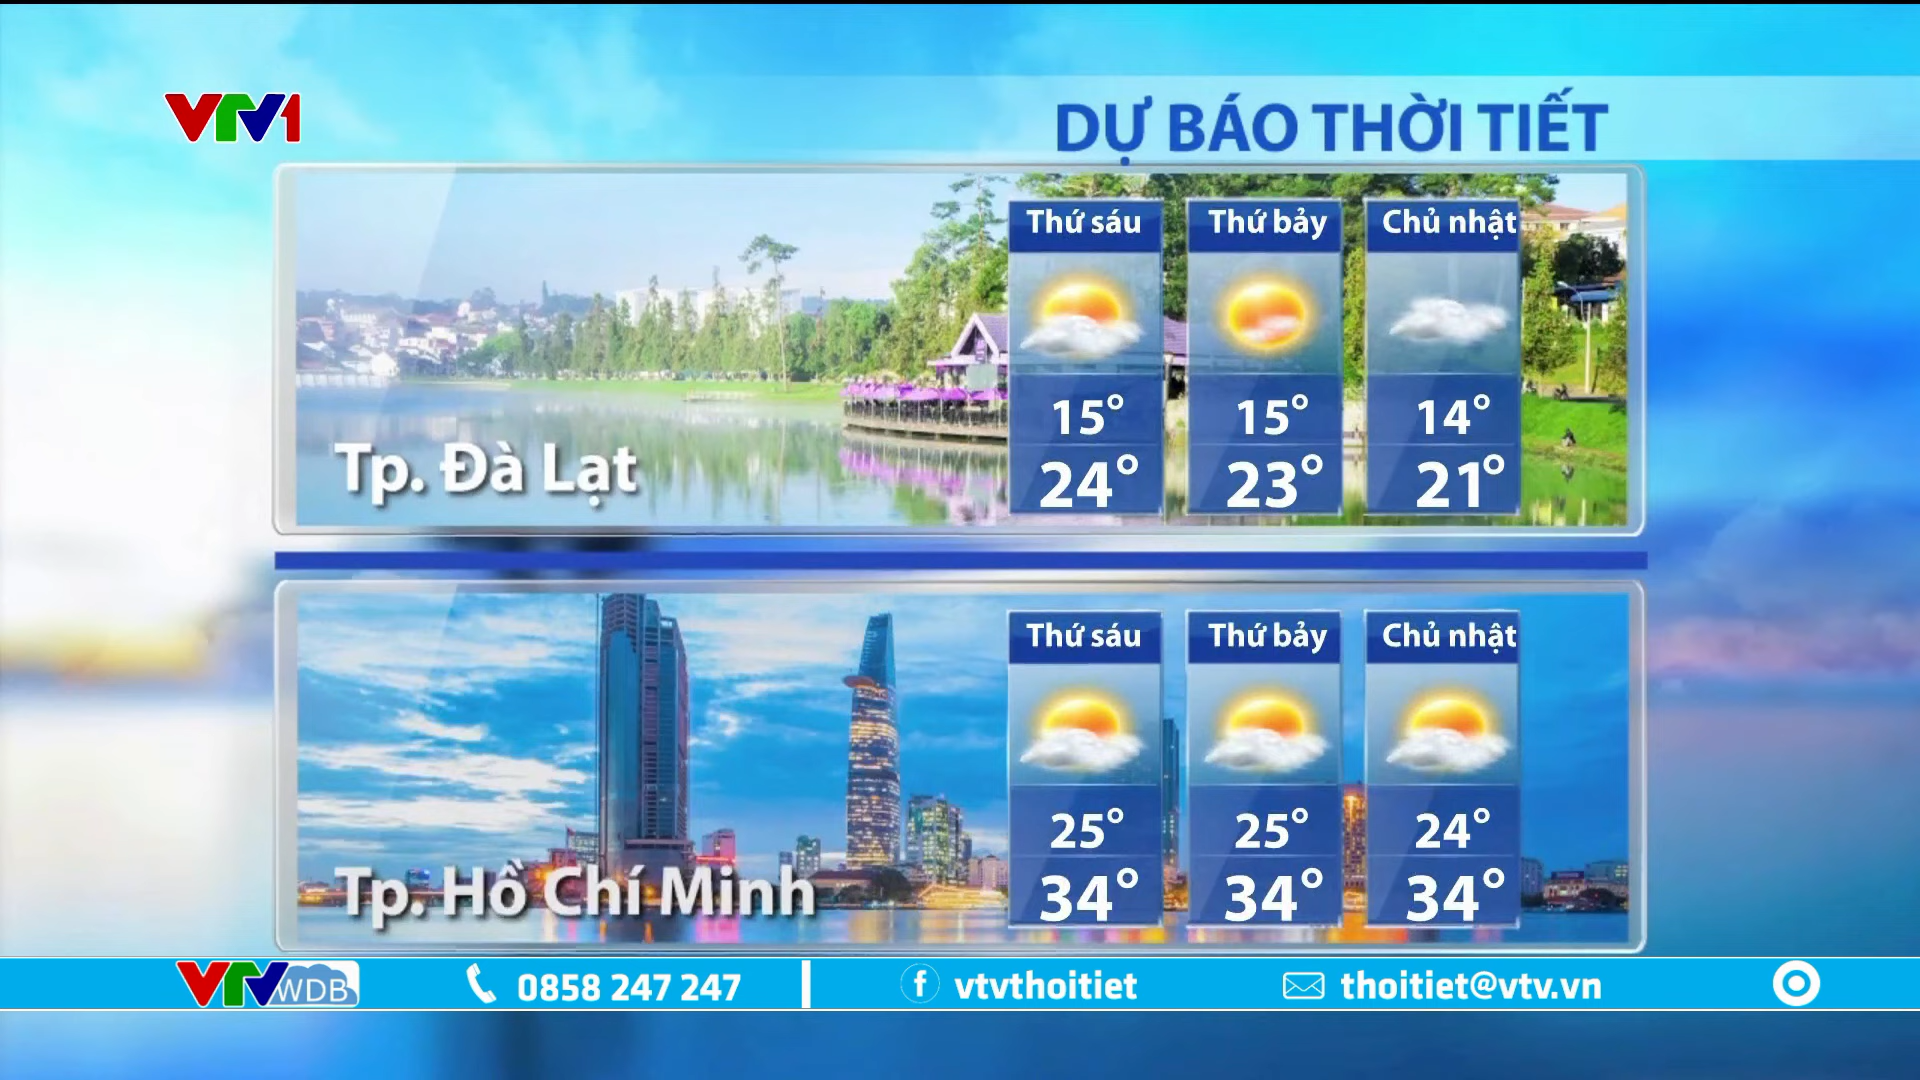 VTV1
DỰ BÁO THỜI TIẾT
Thứ sáu Thứ bảy Chủ nhật
15° 15° 14°
24° 23° 21°
Tp. Đà Lạt
Thứ sáu Thứ bảy Chủ nhật
25° 25° 24°
34° 34° 34°
Tp. Hồ Chí Minh
VTV WDB 0858 247 247 vtvthoitiet thoitiet@vtv.vn